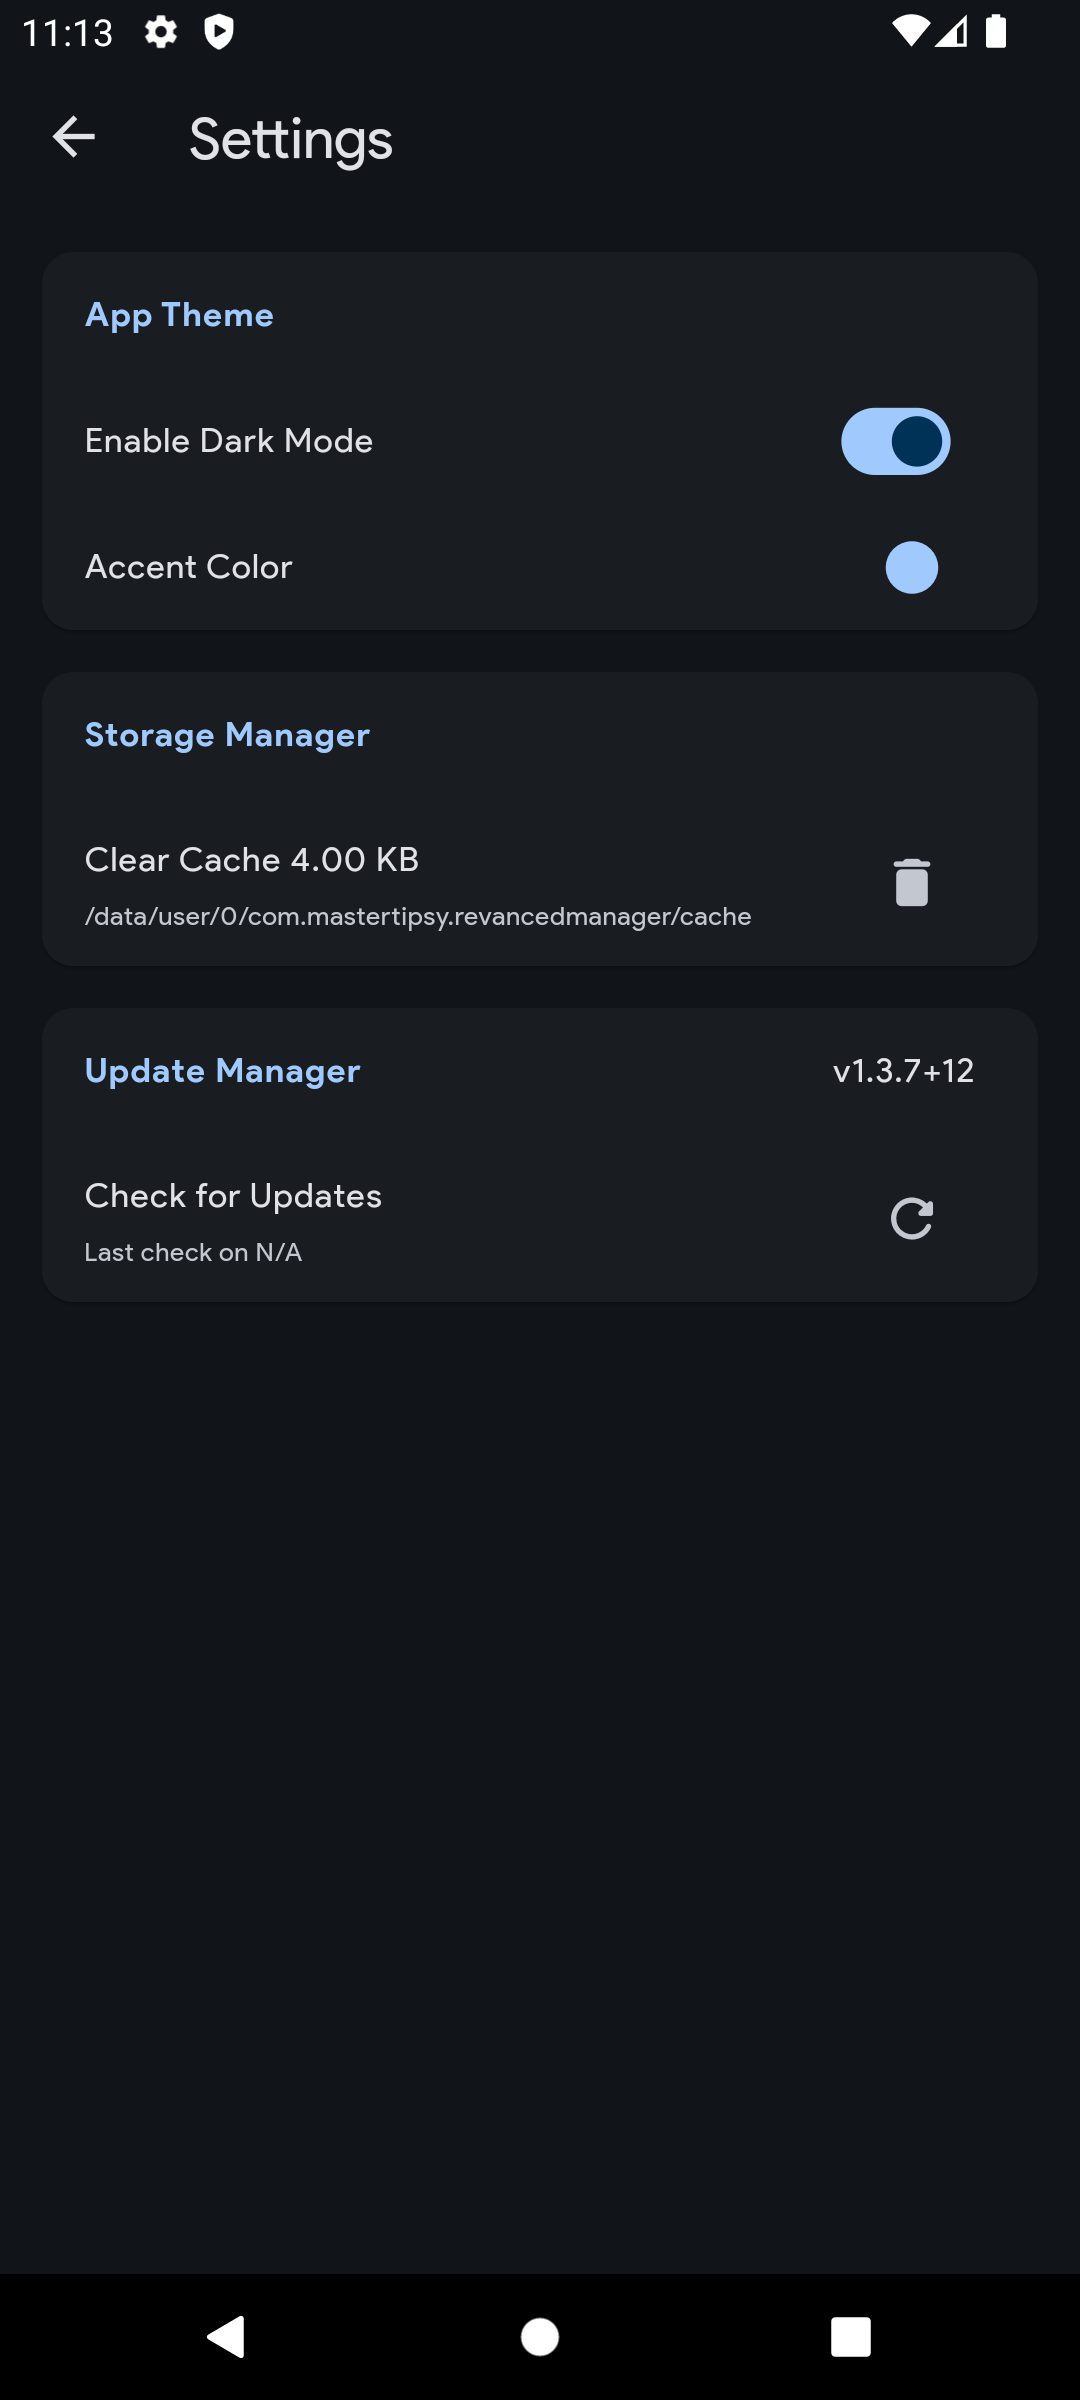 11:13
Settings
App Theme
Enable Dark Mode
Accent Color
Storage Manager
Clear Cache 4.00 KB
/data/user/0/com.mastertipsy.revancedmanager/cache
Update Manager
v1.3.7+12
Check for Updates
Last check on N/A